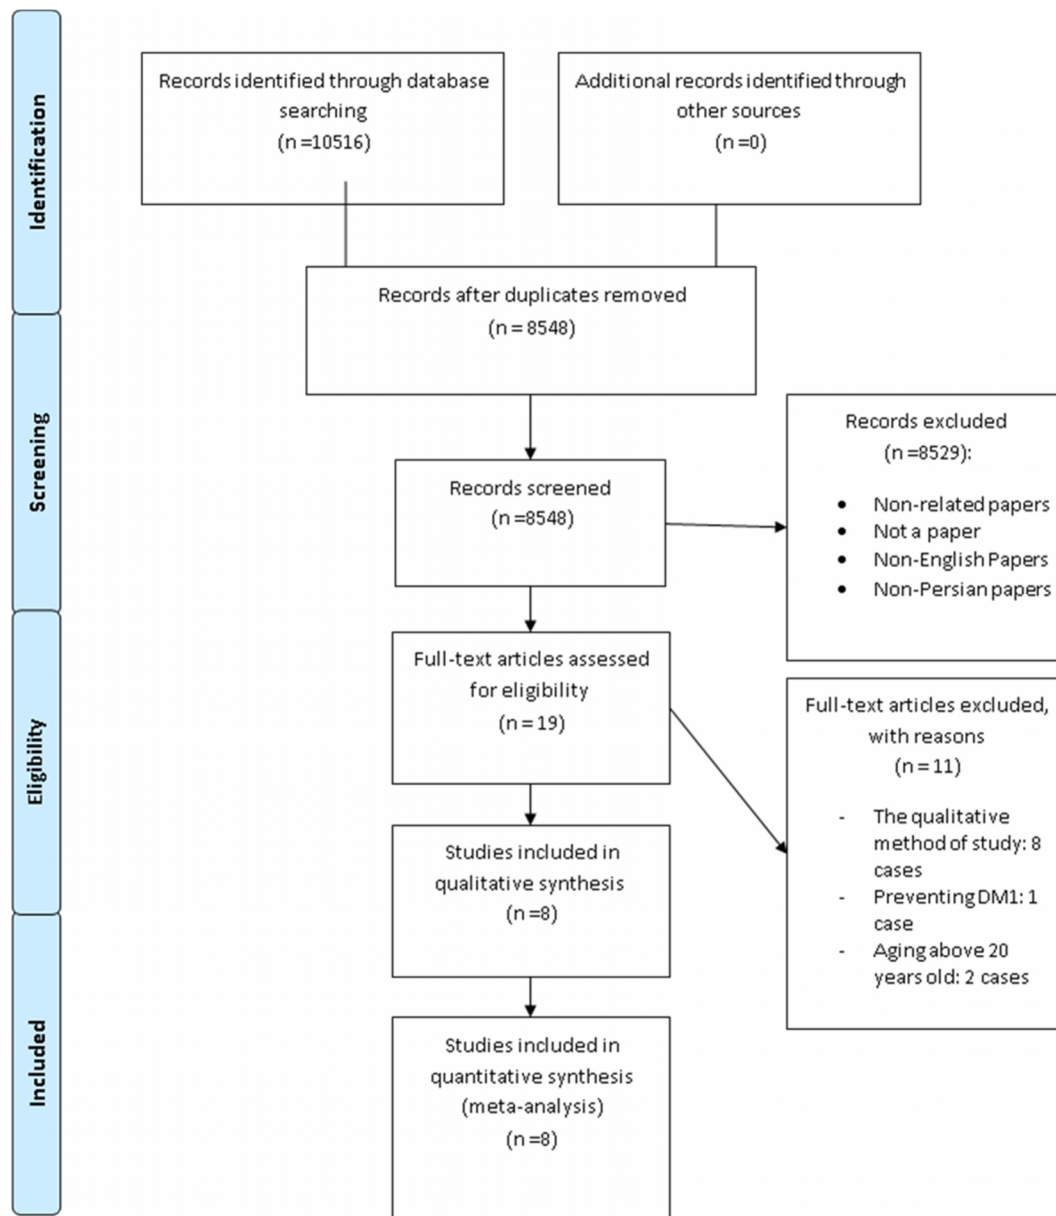 Identification
Records identified through database
searching
(n =10516)
Additional records identified through
other sources
(n =0)
Records after duplicates removed
(n = 8548)
Screening
Records screened
(n =8548)
Records excluded
(n =8529):
• Non-related papers
• Not a paper
• Non-English Papers
• Non-Persian papers
Eligibility
Full-text articles assessed
for eligibility
(n = 19)
Full-text articles excluded,
with reasons
(n = 11)
- The qualitative
method of study: 8
cases
- Preventing DM1: 1
case
- Aging above 20
years old: 2 cases
Studies included in
qualitative synthesis
(n =8)
Included
Studies included in
quantitative synthesis
(meta-analysis)
(n =8)